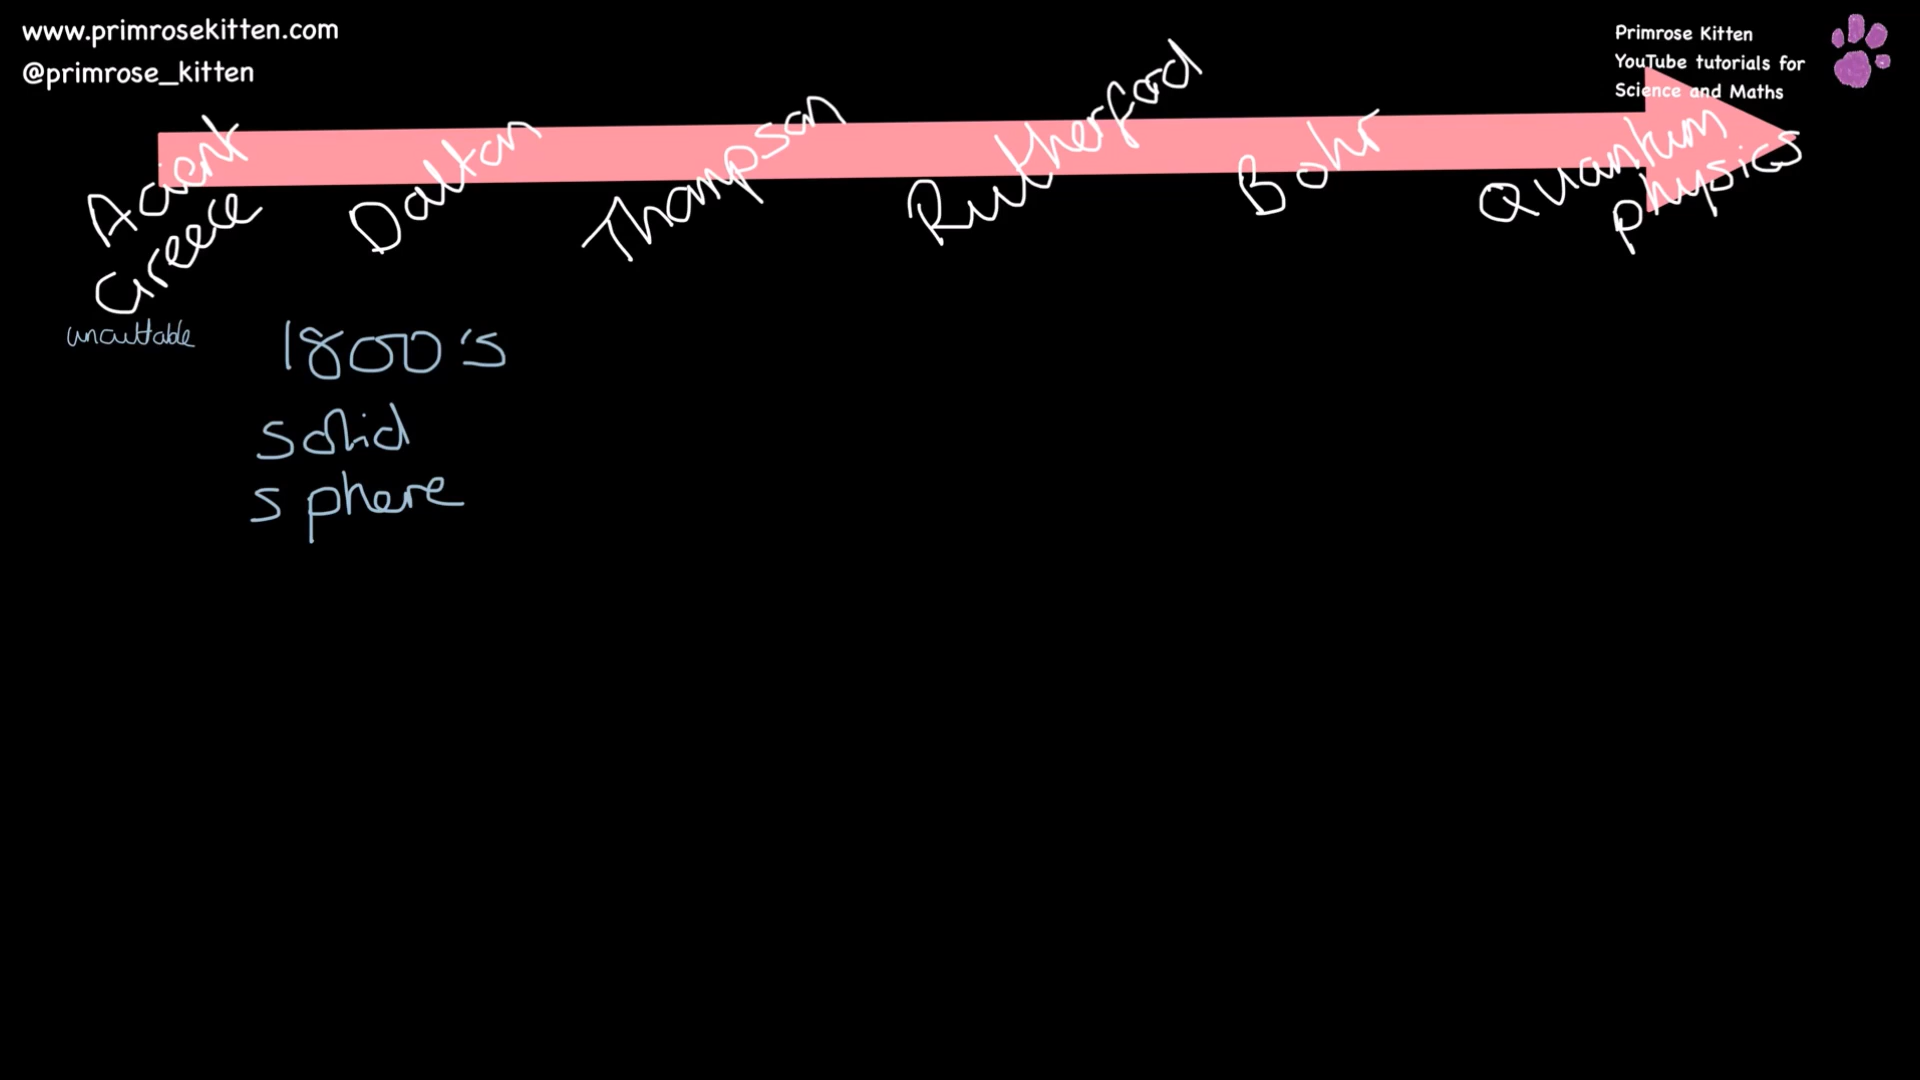 www.primrosekitten.com
@primrose_kitten
Primrose Kitten
YouTube tutorials for
Science and Maths
Acient
Greece
Dalton
Thompson
Rutherford
Bohr
Quantum
physics
uncuttable
1800's
solid
sphere